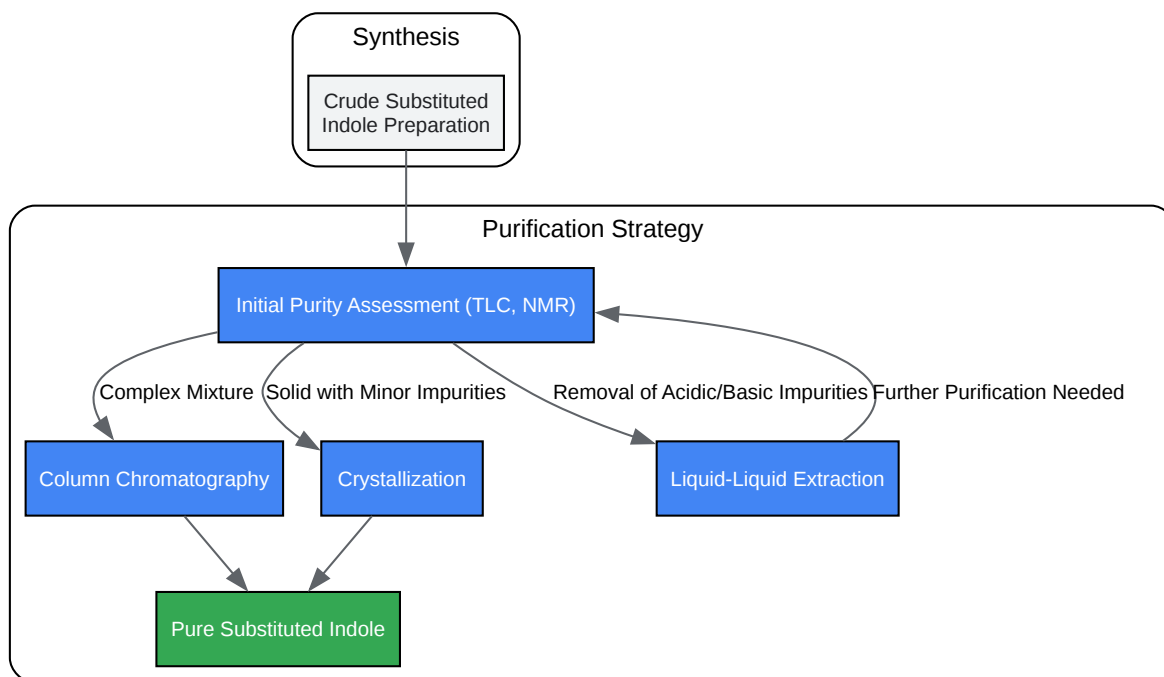 Synthesis
Crude Substituted
Indole Preparation
Purification Strategy
Initial Purity Assessment (TLC, NMR)
Complex Mixture
Solid with Minor Impurities
Removal of Acidic/Basic Impurities
Further Purification Needed
Column Chromatography
Crystallization
Liquid-Liquid Extraction
Pure Substituted Indole